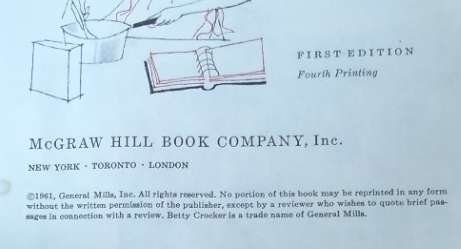 FIRST EDITION
Fourth Printing
McGRAW HILL BOOK COMPANY, Inc.
NEW YORK · TORONTO · LONDON
©1961, General Mills, Inc. All rights reserved. No portion of this book may be reprinted in any form
without the written permission of the publisher, except by a reviewer who wishes to quote brief pas-
sages in connection with a review. Betty Crocker is a trade name of General Mills.